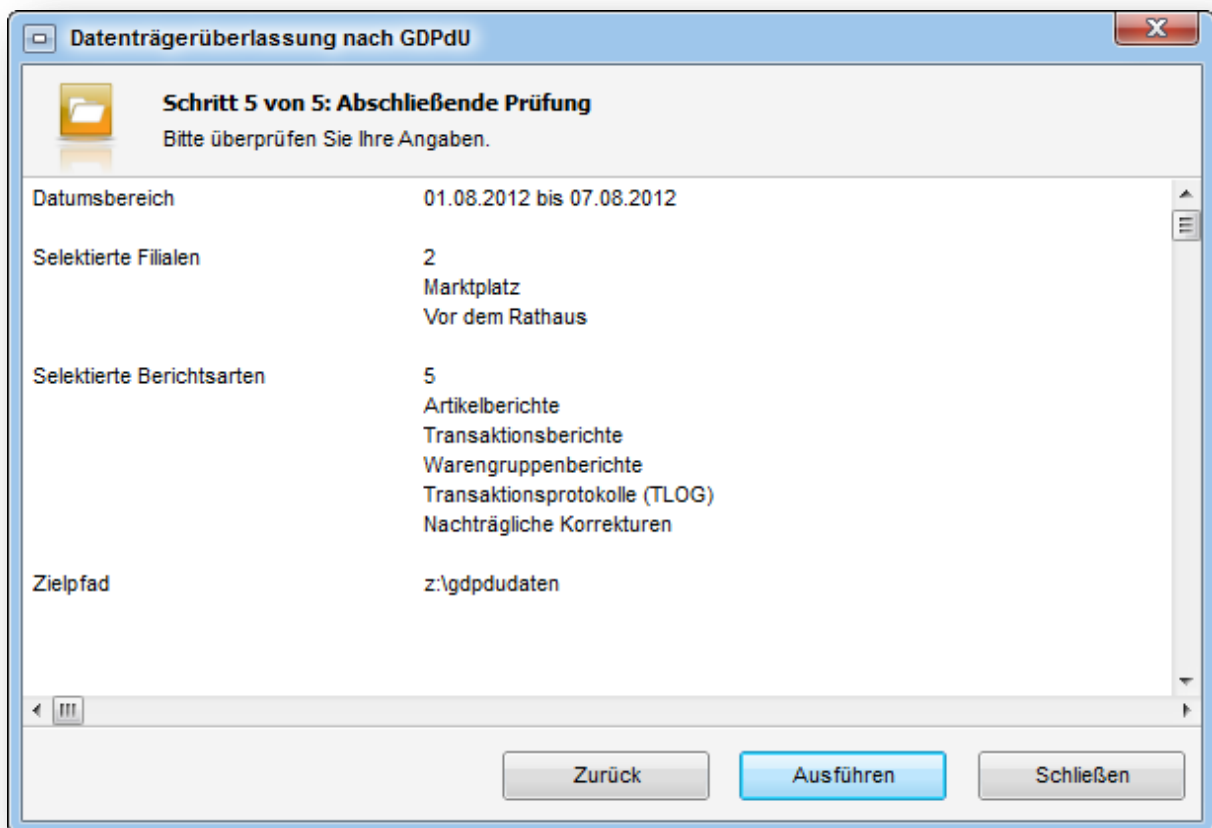 Datenträgerüberlassung nach GDPdU
Schritt 5 von 5: Abschließende Prüfung
Bitte überprüfen Sie Ihre Angaben.
Datumsbereich 01.08.2012 bis 07.08.2012
Selektierte Filialen 2
Marktplatz
Vor dem Rathaus
Selektierte Berichtsarten 5
Artikelberichte
Transaktionsberichte
Warengruppenberichte
Transaktionsprotokolle (TLOG)
Nachträgliche Korrekturen
Zielpfad z:\gdpdudaten
Zurück Ausführen Schließen